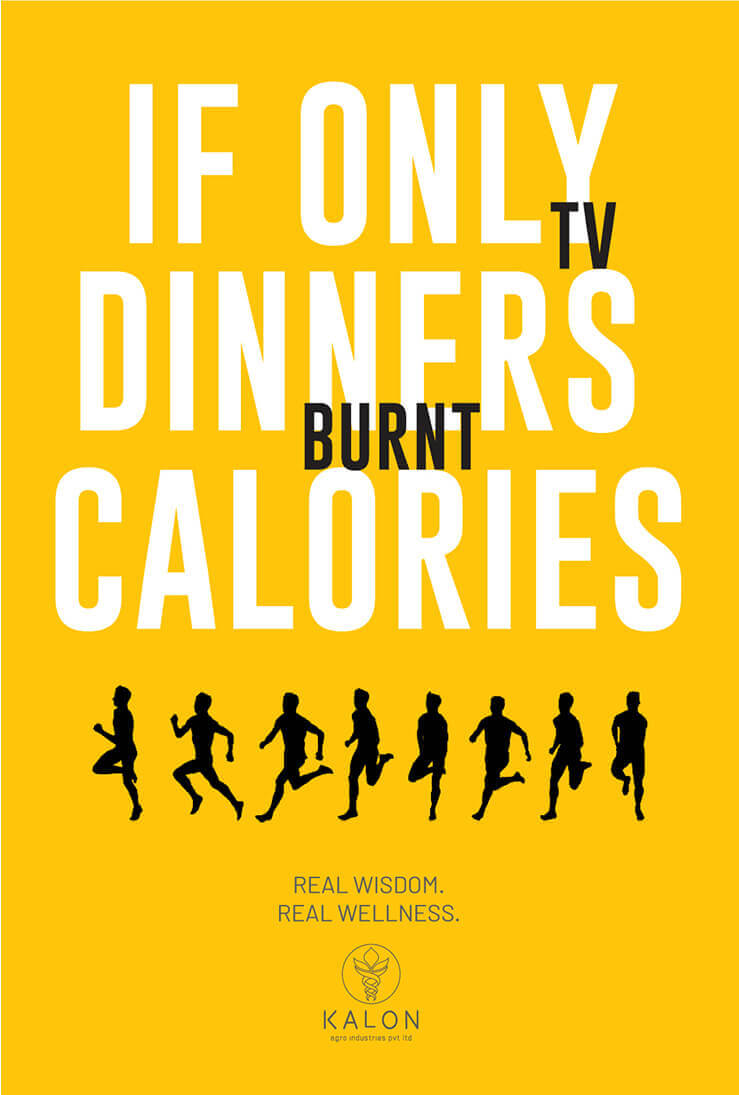 IF ONLY
TV
DINNERS
BURNT
CALORIES
REAL WISDOM.
REAL WELLNESS.
KALON
agro industries pvt ltd